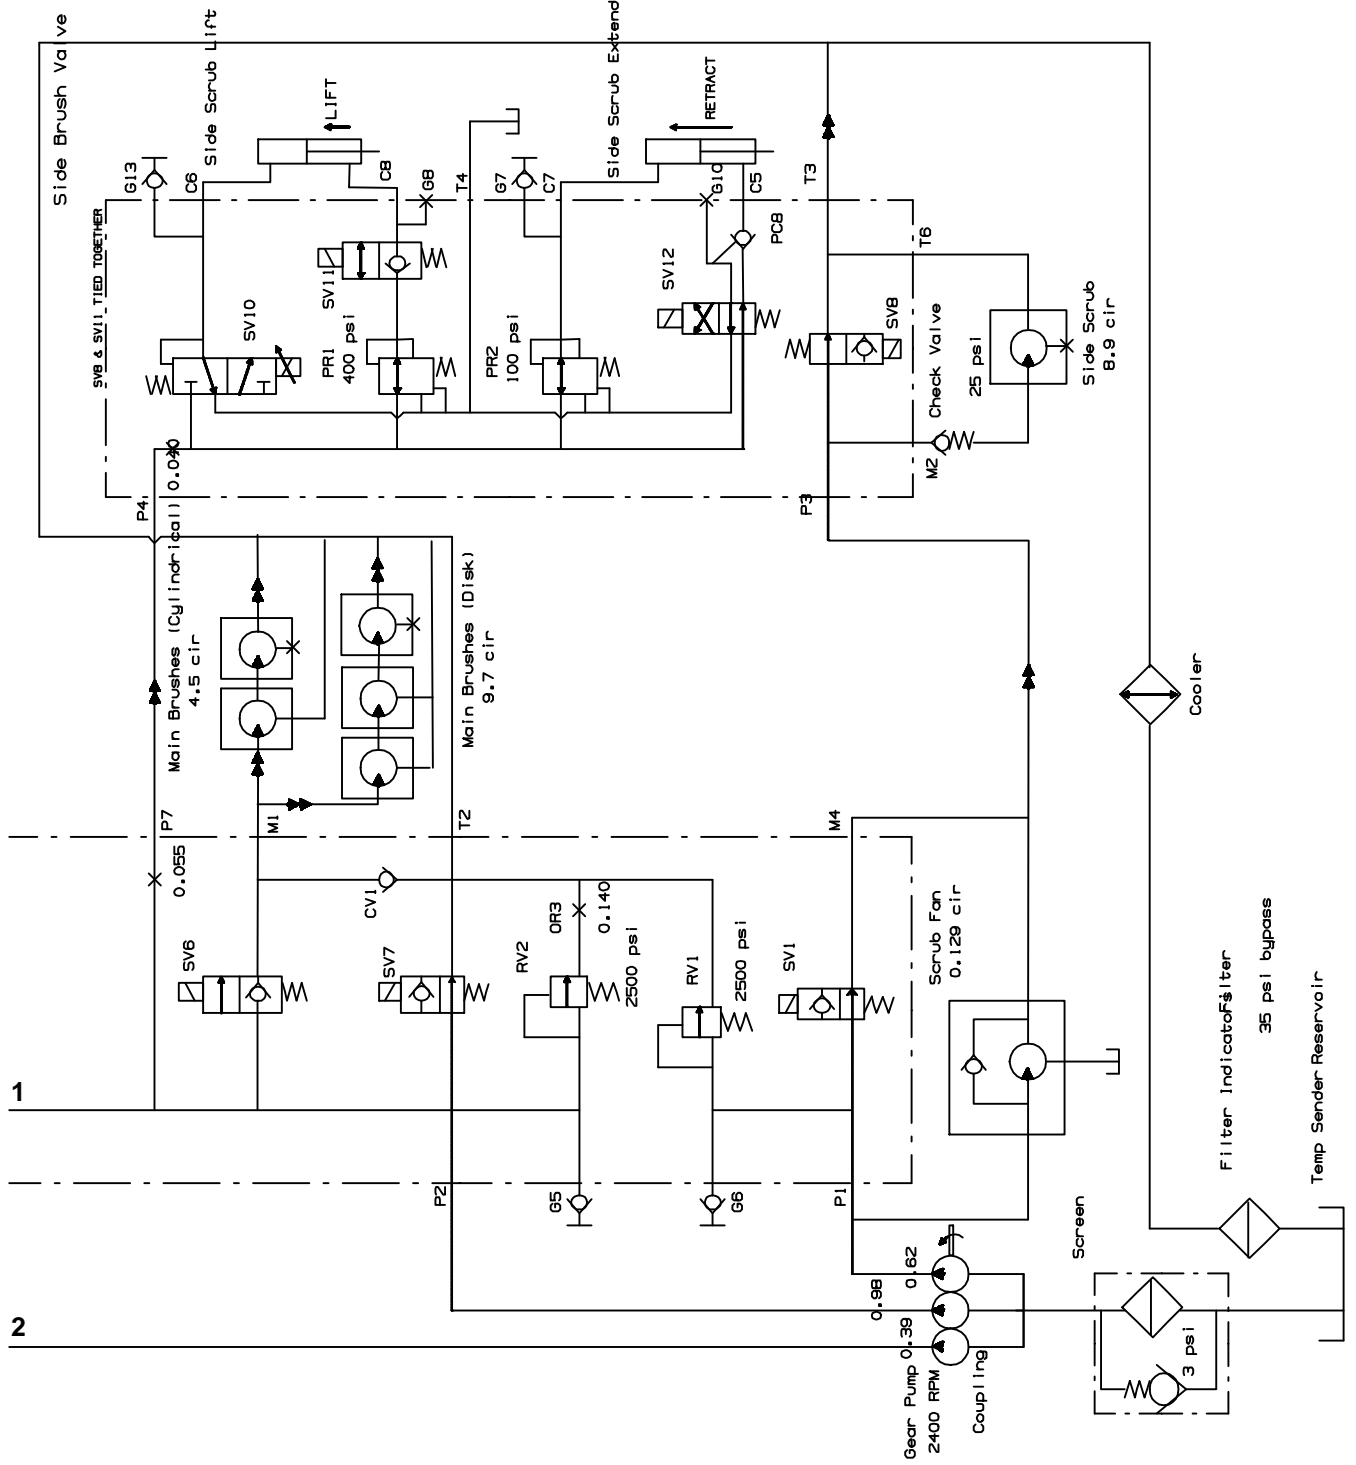 Side Brush Valve
Side Scrub Lift
Side Scrub Extend
LIFT
RETRACT
G13
C6
C8
G8
T4
G7
C7
G10
C5
T3
SV8 & SV11 TIED TOGETHER
SV10
SV11
PR1
400 psi
PR2
100 psi
SV12
PC8
SV8
T6
Check Valve
25 psi
Side Scrub
8.9 cir
M2
P4
0.040
P3
Main Brushes (Cylindrical)
4.5 cir
Main Brushes (Disk)
9.7 cir
Cooler
P7
M1
T2
M4
0.055
CV1
OR3
0.140
SV6
SV7
RV2
2500 psi
RV1
2500 psi
SV1
Scrub Fan
0.129 cir
1
P2
G5
G6
P1
Filter Indicator
Filter
35 psi bypass
Temp Sender
Reservoir
Screen
2
0.98
0.62
Gear Pump
0.39
2400 RPM
Coupling
3 psi